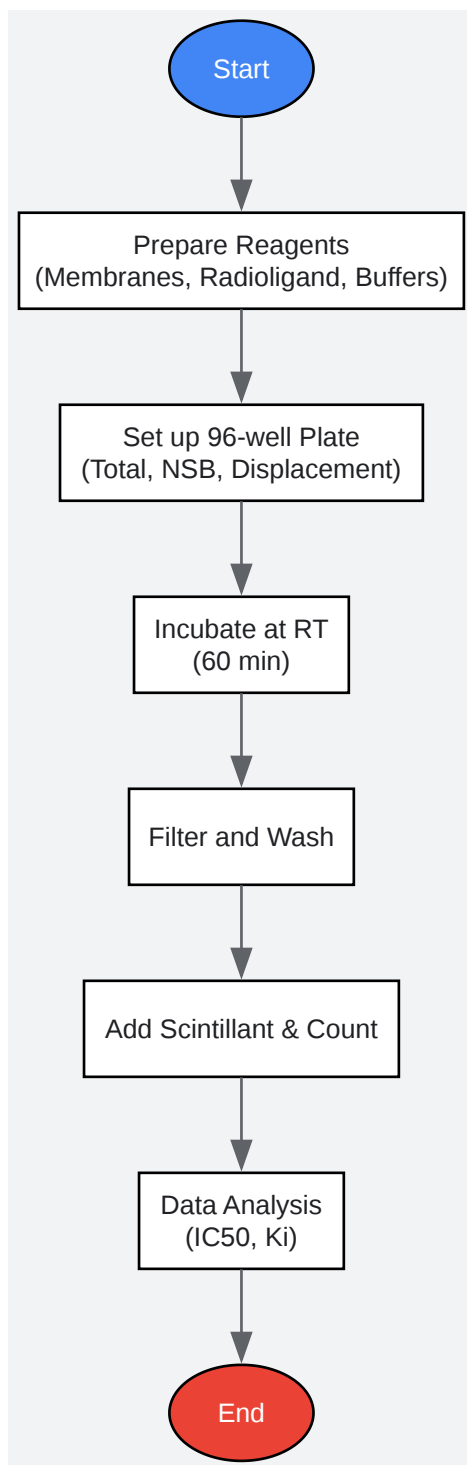 Start
Prepare Reagents
(Membranes, Radioligand, Buffers)
Set up 96-well Plate
(Total, NSB, Displacement)
Incubate at RT
(60 min)
Filter and Wash
Add Scintillant & Count
Data Analysis
(IC50, Ki)
End